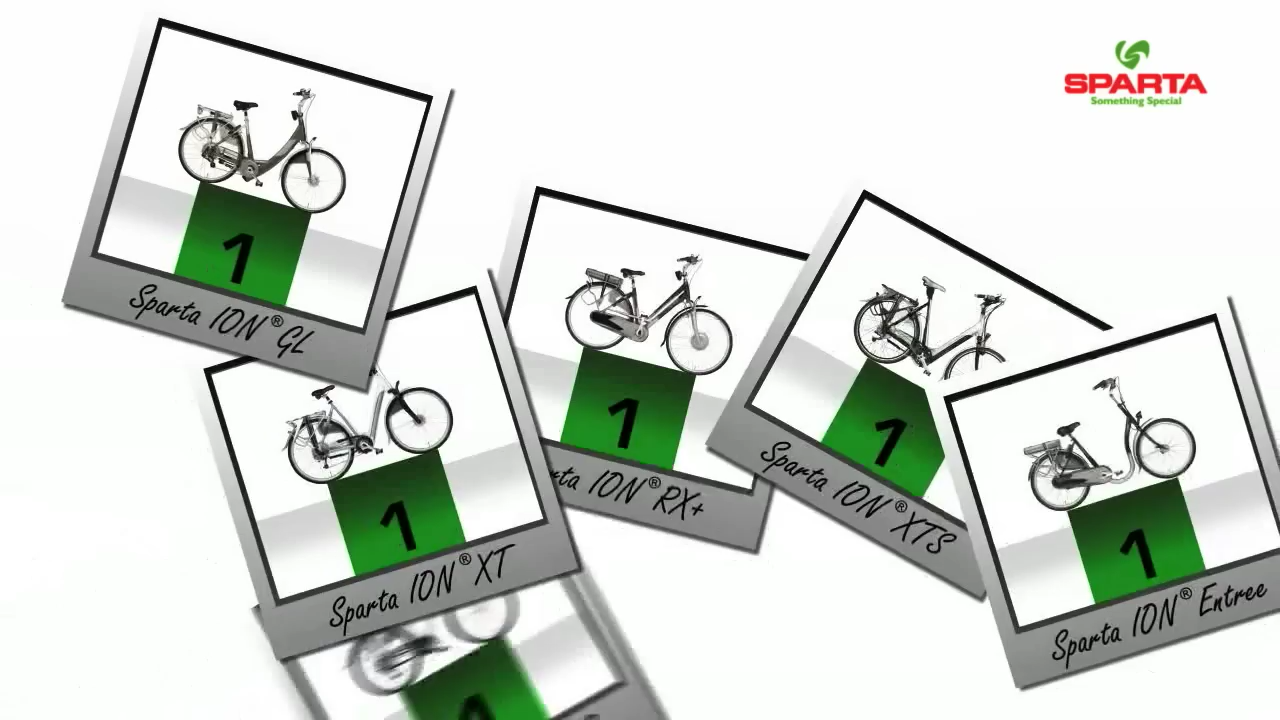 SPARTA
Something Special
1
Sparta ION® GL
1
Sparta ION® XT
1
ION® RX+
1
Sparta ION® XTS
1
Sparta ION® Entree